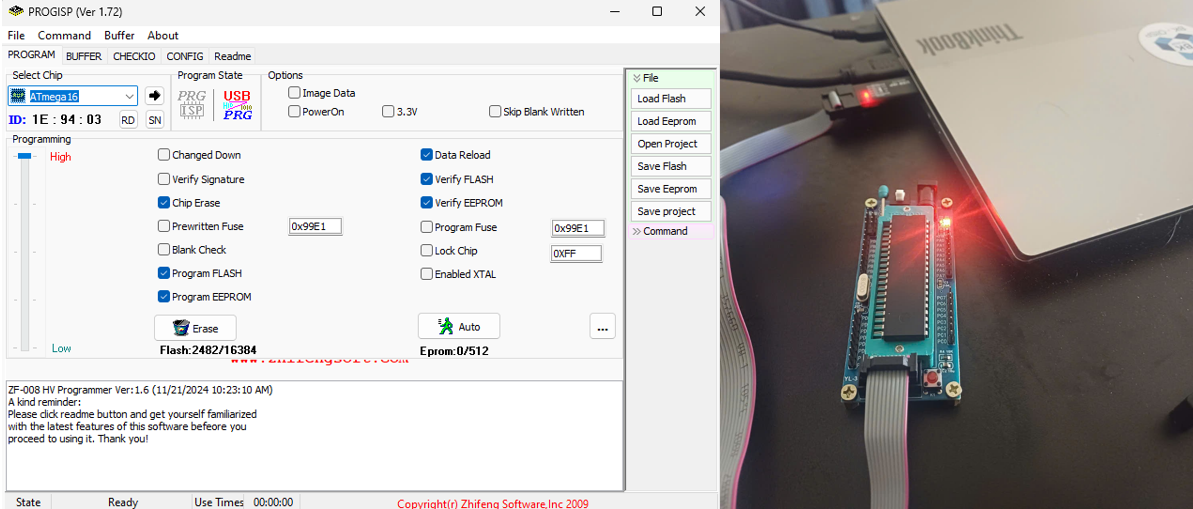 PROGISP (Ver 1.72)
File Command Buffer About
PROGRAM BUFFER CHECKIO CONFIG Readme
Select Chip Program State Options
ATmega16
PRG ISP USB PRG
Image Data
PowerOn 3.3V Skip Blank Written
ID: 1E : 94 : 03 RD SN
Programming
High
Low
Changed Down Data Reload
Verify Signature Verify FLASH
Chip Erase Verify EEPROM
Prewritten Fuse 0x99E1 Program Fuse 0x99E1
Blank Check Lock Chip 0XFF
Program FLASH Enabled XTAL
Program EEPROM
Erase Auto ...
Flash:2482/16384 Eprom:0/512
www.zhifengsoft.com
ZF-008 HV Programmer Ver:1.6 (11/21/2024 10:23:10 AM)
A kind reminder:
Please click readme button and get yourself familiarized
with the latest features of this software befeore you
proceed to using it. Thank you!
State Ready Use Times 00:00:00 Copyright(r) Zhifeng Software,Inc 2009
File
Load Flash
Load Eeprom
Open Project
Save Flash
Save Eeprom
Save project
Command
ThinkBook